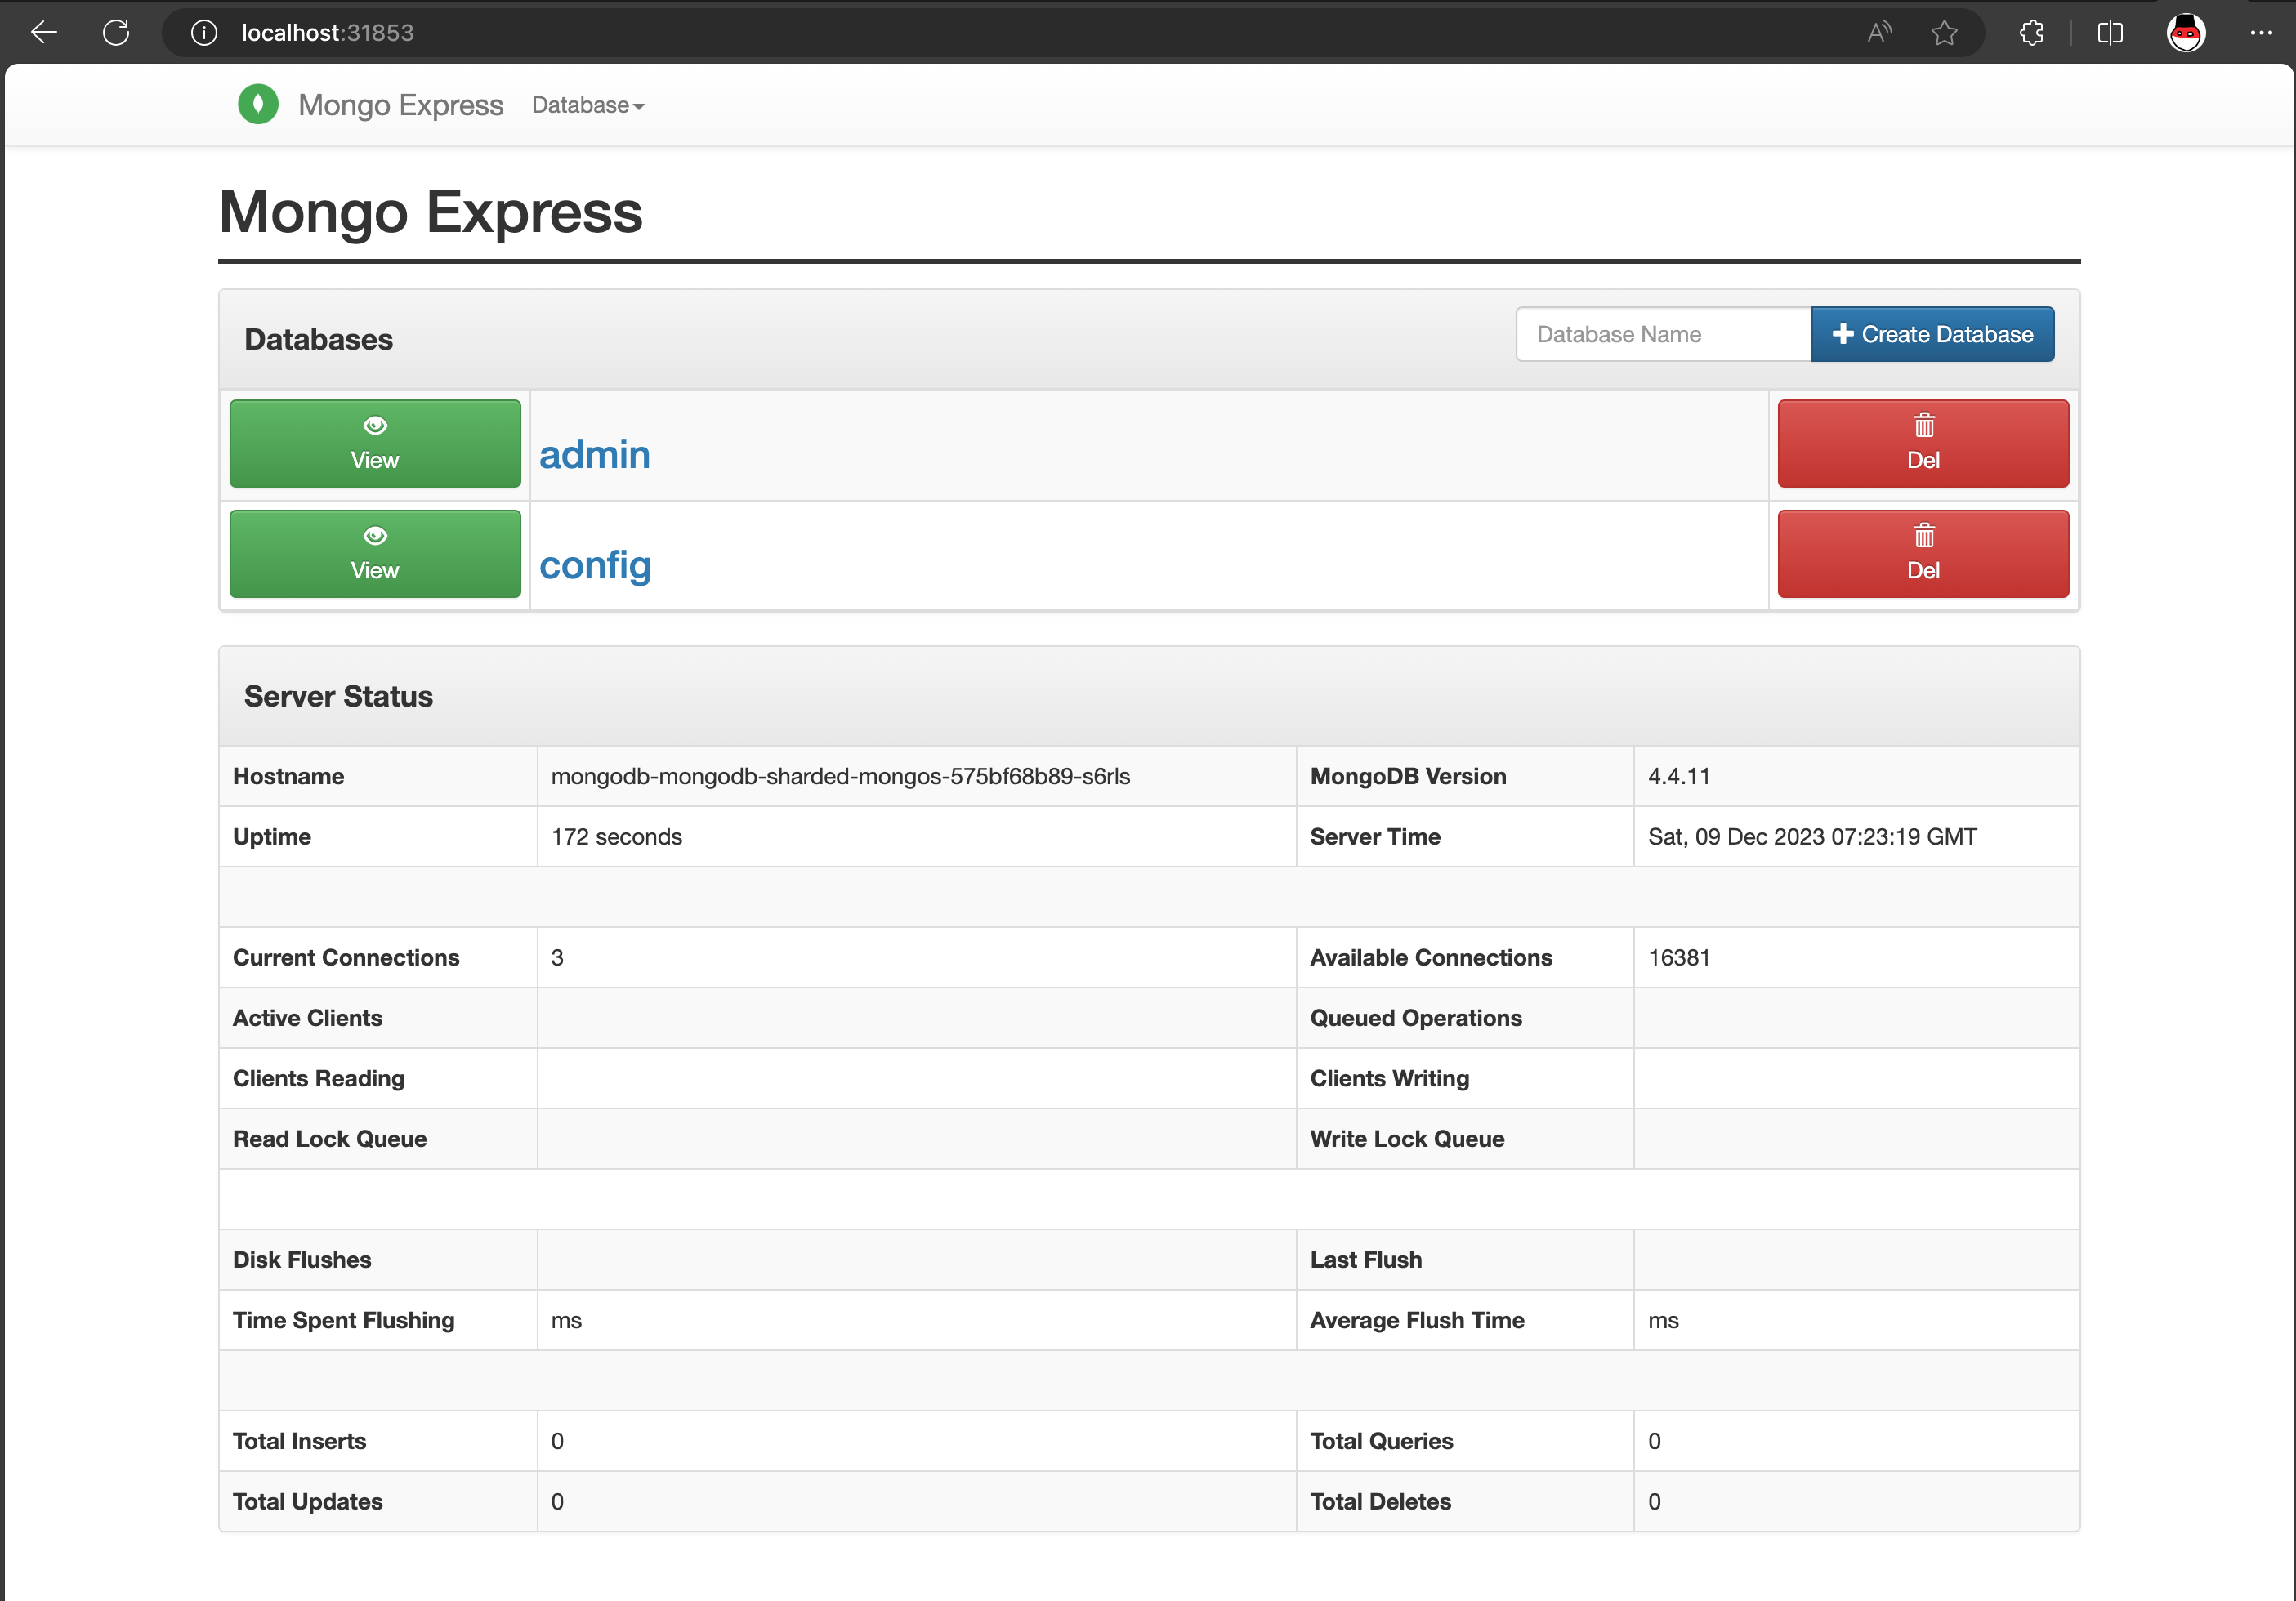 localhost:31853
Mongo Express Database
Mongo Express
Databases Database Name Create Database
View admin Del
View config Del
Server Status
Hostname mongodb-mongodb-sharded-mongos-575bf68b89-s6rls MongoDB Version 4.4.11
Uptime 172 seconds Server Time Sat, 09 Dec 2023 07:23:19 GMT
Current Connections 3 Available Connections 16381
Active Clients Queued Operations
Clients Reading Clients Writing
Read Lock Queue Write Lock Queue
Disk Flushes Last Flush
Time Spent Flushing ms Average Flush Time ms
Total Inserts 0 Total Queries 0
Total Updates 0 Total Deletes 0